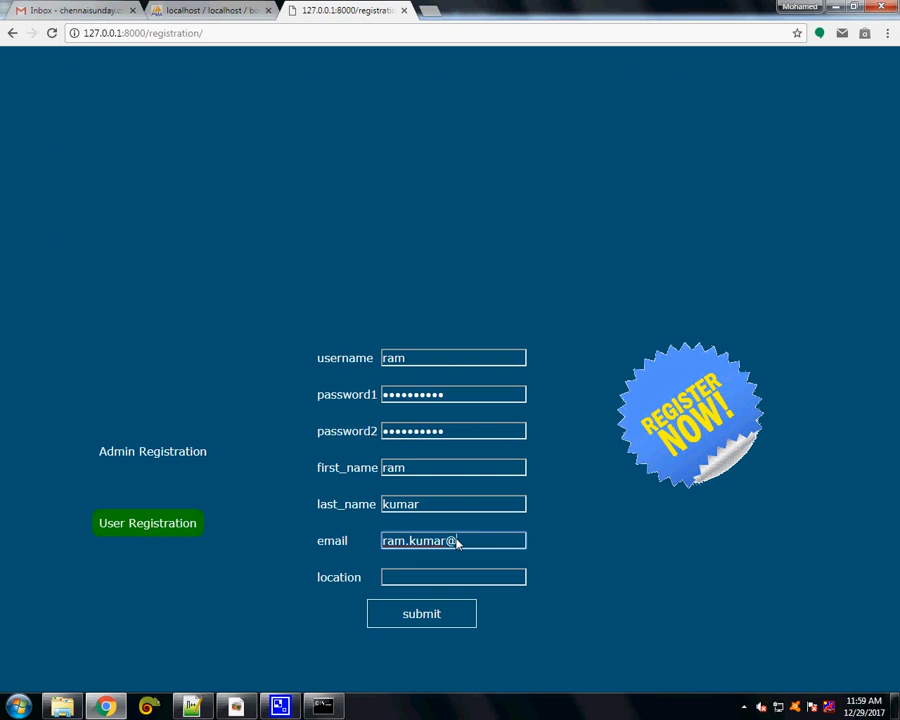 Inbox - chennaisunday.c
localhost / localhost / b
127.0.0.1:8000/registrati
Mohamed
127.0.0.1:8000/registration/
username ram
password1 ••••••••••
password2 ••••••••••
first_name ram
last_name kumar
email ram.kumar@
location
submit
Admin Registration
User Registration
REGISTER
NOW!
11:59 AM
12/29/2017